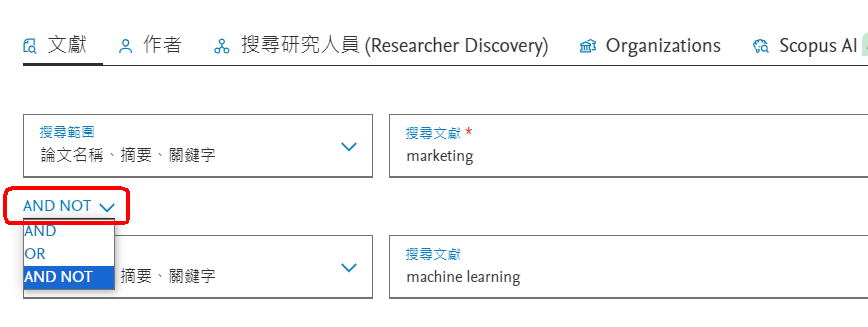 文獻 作者 搜尋研究人員 (Researcher Discovery) Organizations Scopus AI
搜尋範圍 搜尋文獻 *
論文名稱、摘要、關鍵字 marketing
AND NOT
AND
OR 搜尋文獻
AND NOT 摘要、關鍵字 machine learning